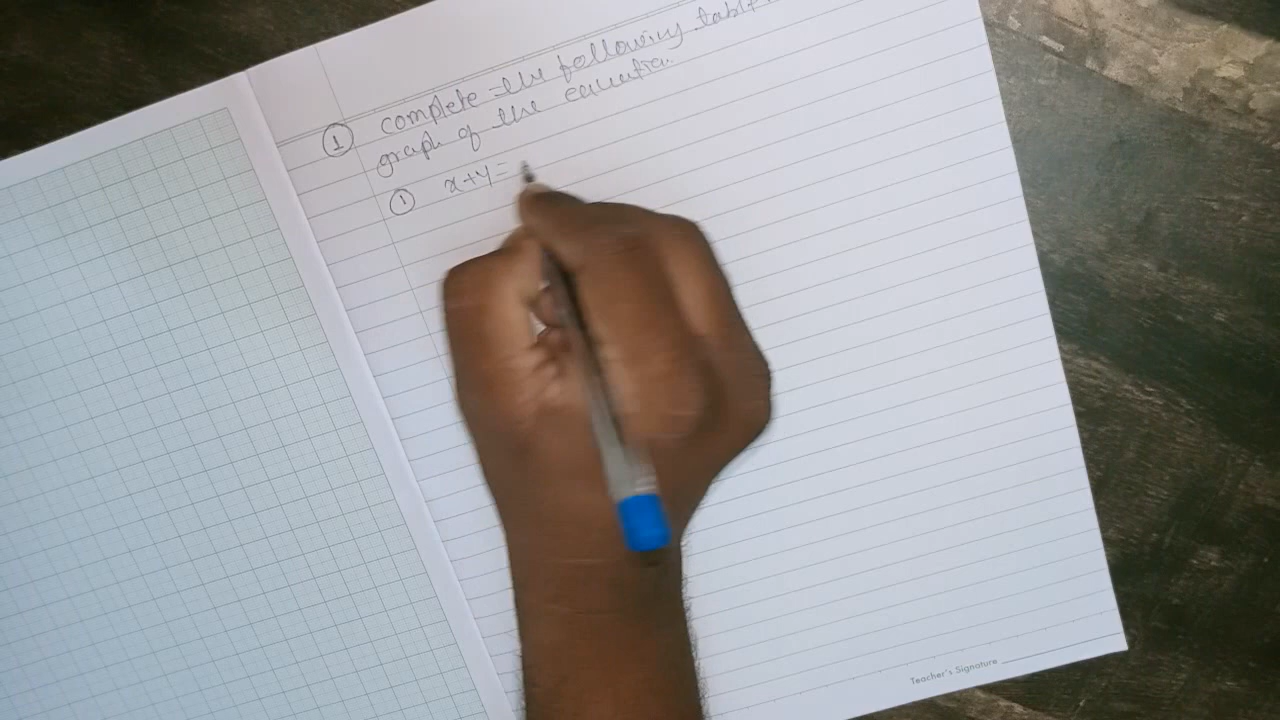 ① complete the following table
graph of the equation
① x+y=
Teacher's Signature